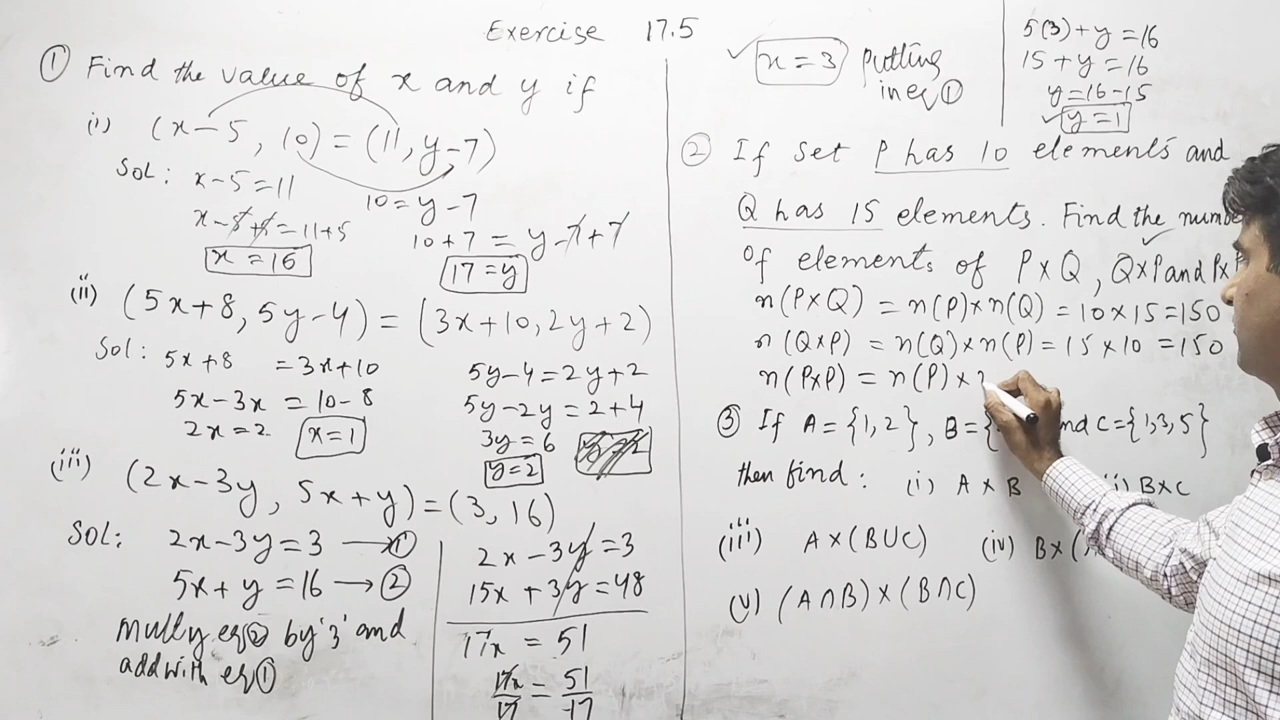 Exercise 17.5
① Find the value of x and y if
(i) (x-5, 10) = (11, y-7)
Sol: x-5=11
x-5+5=11+5
x=16
10=y-7
10+7=y-7+7
17=y
(ii) (5x+8, 5y-4) = (3x+10, 2y+2)
Sol: 5x+8 =3x+10
5x-3x = 10-8
2x=2
x=1
5y-4=2y+2
5y-2y=2+4
3y=6
y=2
(iii) (2x-3y, 5x+y)=(3, 16)
Sol: 2x-3y=3 →①
5x+y=16 →②
multy eq② by '3' and
add with eq①
2x-3y=3
15x+3y=48
17x = 51
17x/17 = 51/17
x=3 putting
in eq①
5(3)+y=16
15+y=16
y=16-15
y=1
② If set P has 10 elements and
Q has 15 elements. Find the num
of elements of P×Q, Q×P and P×
n(P×Q) = n(P)×n(Q) =10×15=150
n(Q×P) = n(Q)×n(P)=15×10=150
n(P×P) = n(P)×
③ If A={1,2}, B={ nd C={1,3,5}
then find: (i) A×B B×C
(iii) A×(B∪C) (iv) B×(
(v) (A∩B)×(B∩C)